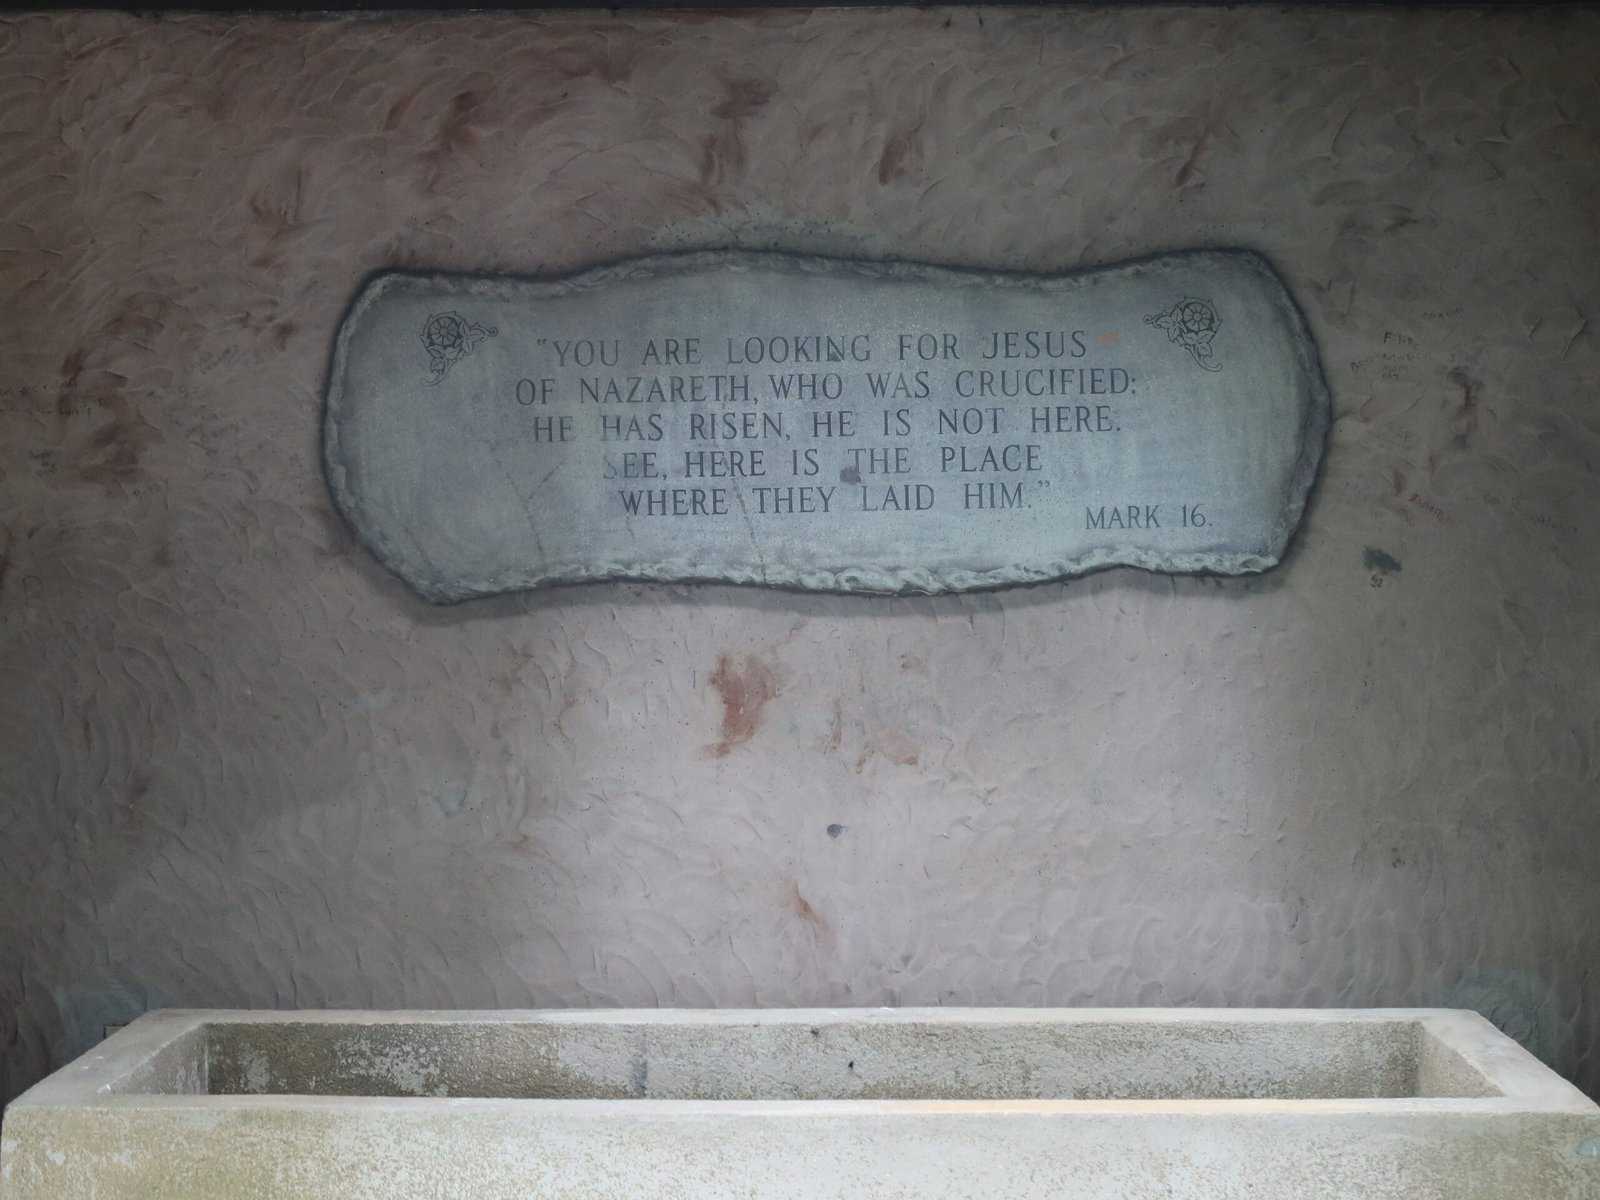 "YOU ARE LOOKING FOR JESUS
OF NAZARETH, WHO WAS CRUCIFIED:
HE HAS RISEN, HE IS NOT HERE.
SEE, HERE IS THE PLACE
WHERE THEY LAID HIM."
MARK 16.